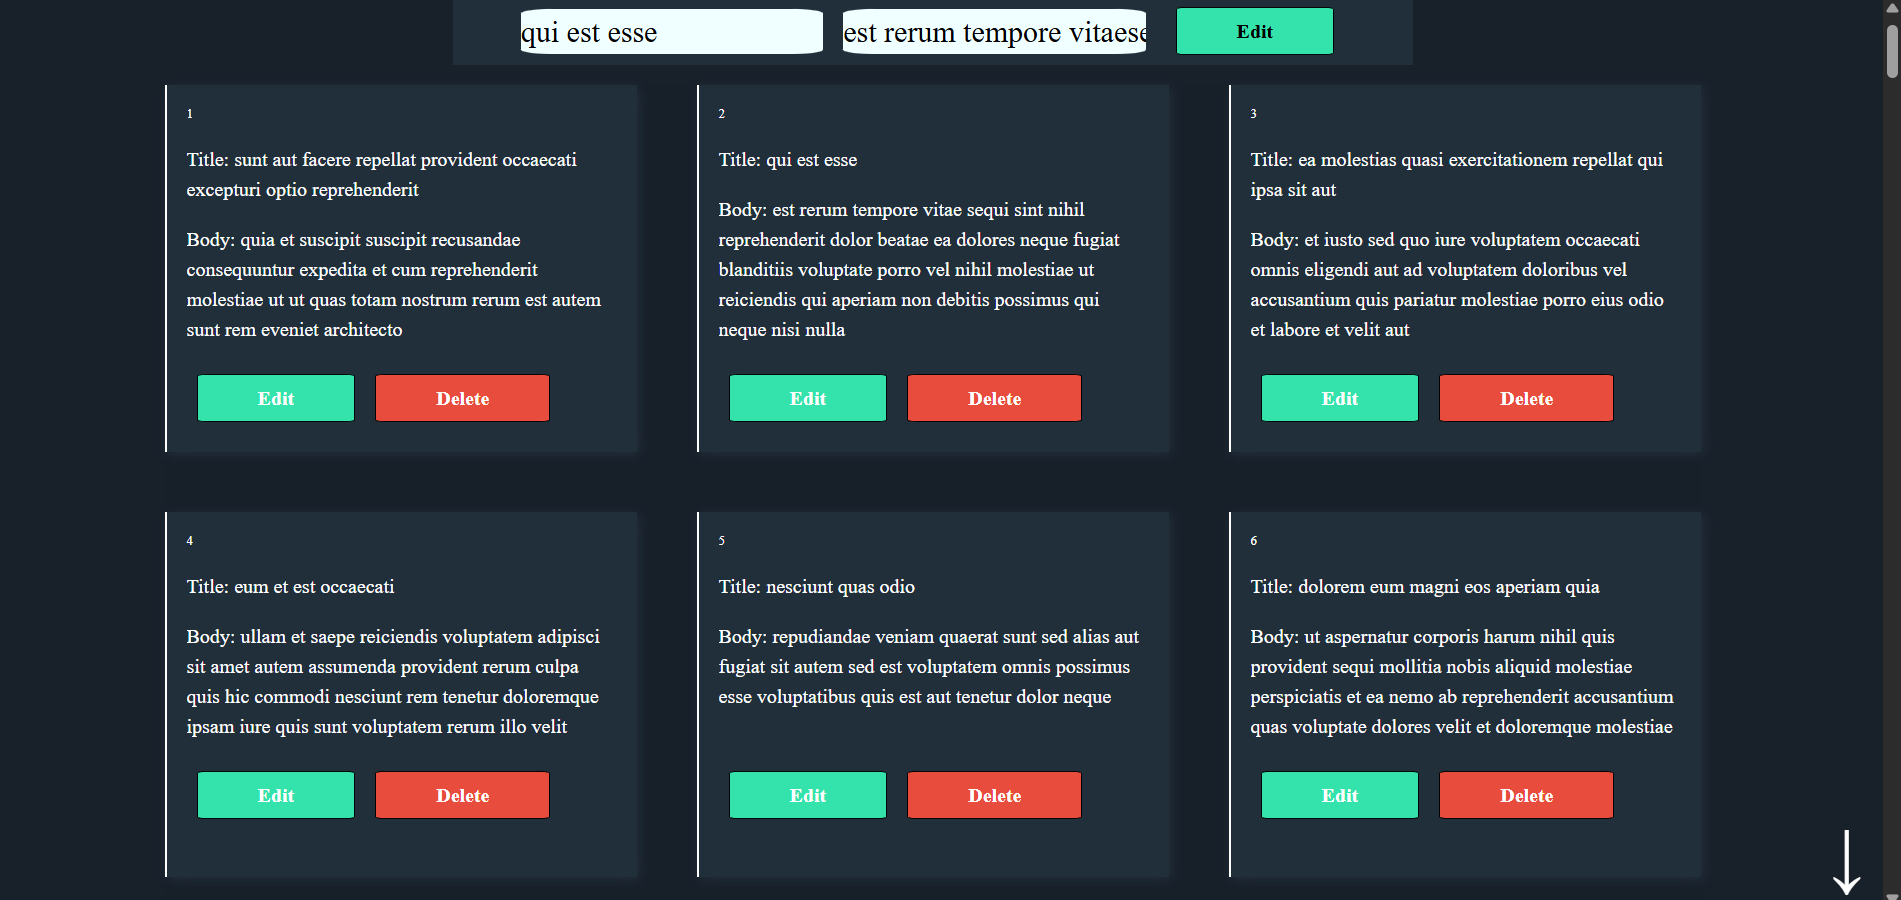 qui est esse
est rerum tempore vitaese
Edit
1
Title: sunt aut facere repellat provident occaecati
excepturi optio reprehenderit
Body: quia et suscipit suscipit recusandae
consequuntur expedita et cum reprehenderit
molestiae ut ut quas totam nostrum rerum est autem
sunt rem eveniet architecto
Edit
Delete
2
Title: qui est esse
Body: est rerum tempore vitae sequi sint nihil
reprehenderit dolor beatae ea dolores neque fugiat
blanditiis voluptate porro vel nihil molestiae ut
reiciendis qui aperiam non debitis possimus qui
neque nisi nulla
Edit
Delete
3
Title: ea molestias quasi exercitationem repellat qui
ipsa sit aut
Body: et iusto sed quo iure voluptatem occaecati
omnis eligendi aut ad voluptatem doloribus vel
accusantium quis pariatur molestiae porro eius odio
et labore et velit aut
Edit
Delete
4
Title: eum et est occaecati
Body: ullam et saepe reiciendis voluptatem adipisci
sit amet autem assumenda provident rerum culpa
quis hic commodi nesciunt rem tenetur doloremque
ipsam iure quis sunt voluptatem rerum illo velit
Edit
Delete
5
Title: nesciunt quas odio
Body: repudiandae veniam quaerat sunt sed alias aut
fugiat sit autem sed est voluptatem omnis possimus
esse voluptatibus quis est aut tenetur dolor neque
Edit
Delete
6
Title: dolorem eum magni eos aperiam quia
Body: ut aspernatur corporis harum nihil quis
provident sequi mollitia nobis aliquid molestiae
perspiciatis et ea nemo ab reprehenderit accusantium
quas voluptate dolores velit et doloremque molestiae
Edit
Delete